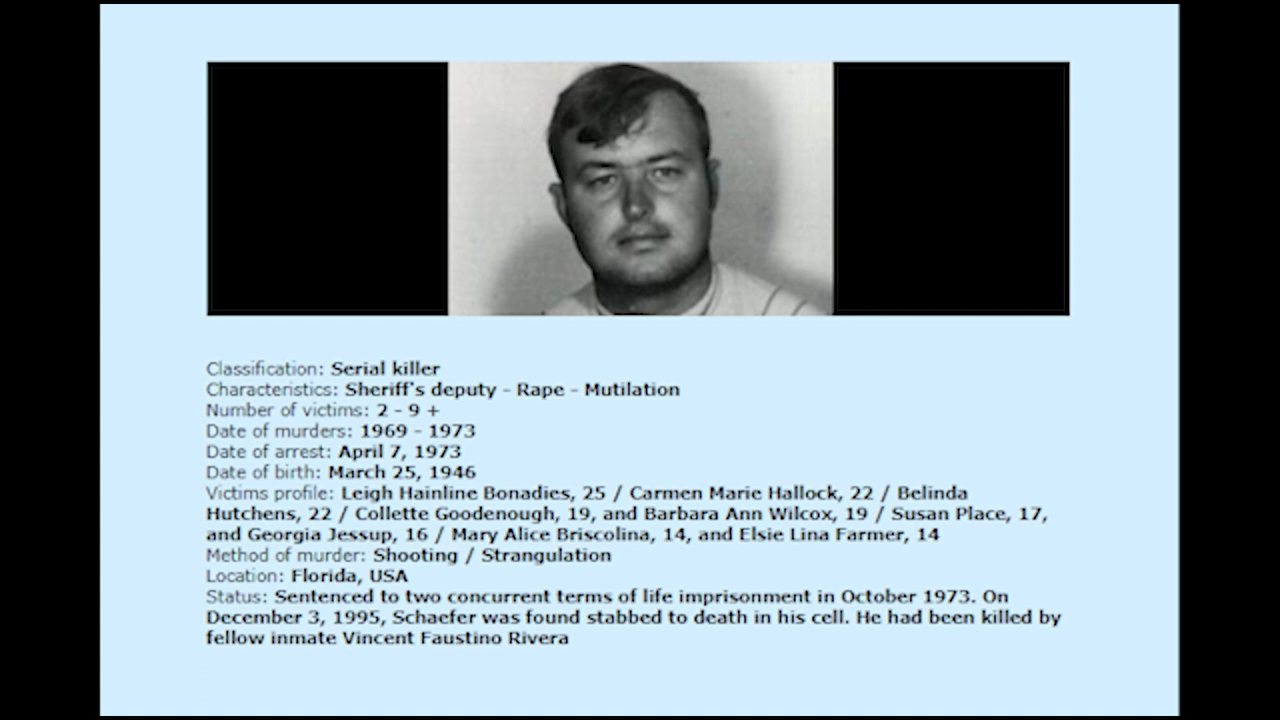 Classification: Serial killer
Characteristics: Sheriff's deputy - Rape - Mutilation
Number of victims: 2 - 9 +
Date of murders: 1969 - 1973
Date of arrest: April 7, 1973
Date of birth: March 25, 1946
Victims profile: Leigh Hainline Bonadies, 25 / Carmen Marie Hallock, 22 / Belinda
Hutchens, 22 / Collette Goodenough, 19, and Barbara Ann Wilcox, 19 / Susan Place, 17,
and Georgia Jessup, 16 / Mary Alice Briscolina, 14, and Elsie Lina Farmer, 14
Method of murder: Shooting / Strangulation
Location: Florida, USA
Status: Sentenced to two concurrent terms of life imprisonment in October 1973. On
December 3, 1995, Schaefer was found stabbed to death in his cell. He had been killed by
fellow inmate Vincent Faustino Rivera